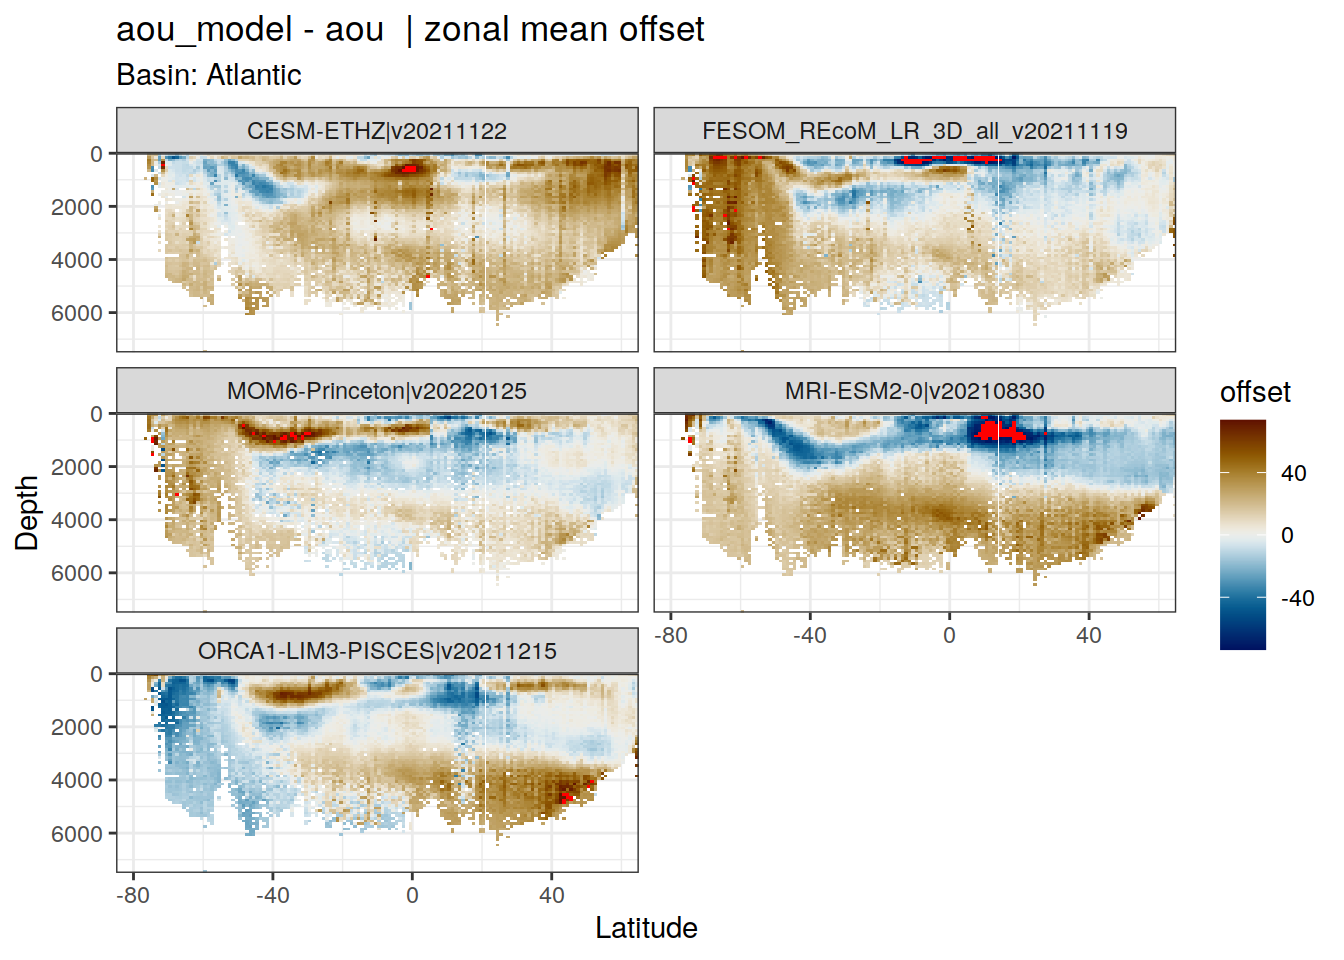 aou_model - aou | zonal mean offset
Basin: Atlantic
CESM-ETHZ|v20211122
FESOM_REcoM_LR_3D_all_v20211119
0
2000
4000
6000
MOM6-Princeton|v20220125
MRI-ESM2-0|v20210830
0
2000
4000
6000
-80
-40
0
40
ORCA1-LIM3-PISCES|v20211215
0
2000
4000
6000
-80
-40
0
40
Depth
Latitude
offset
40
0
-40